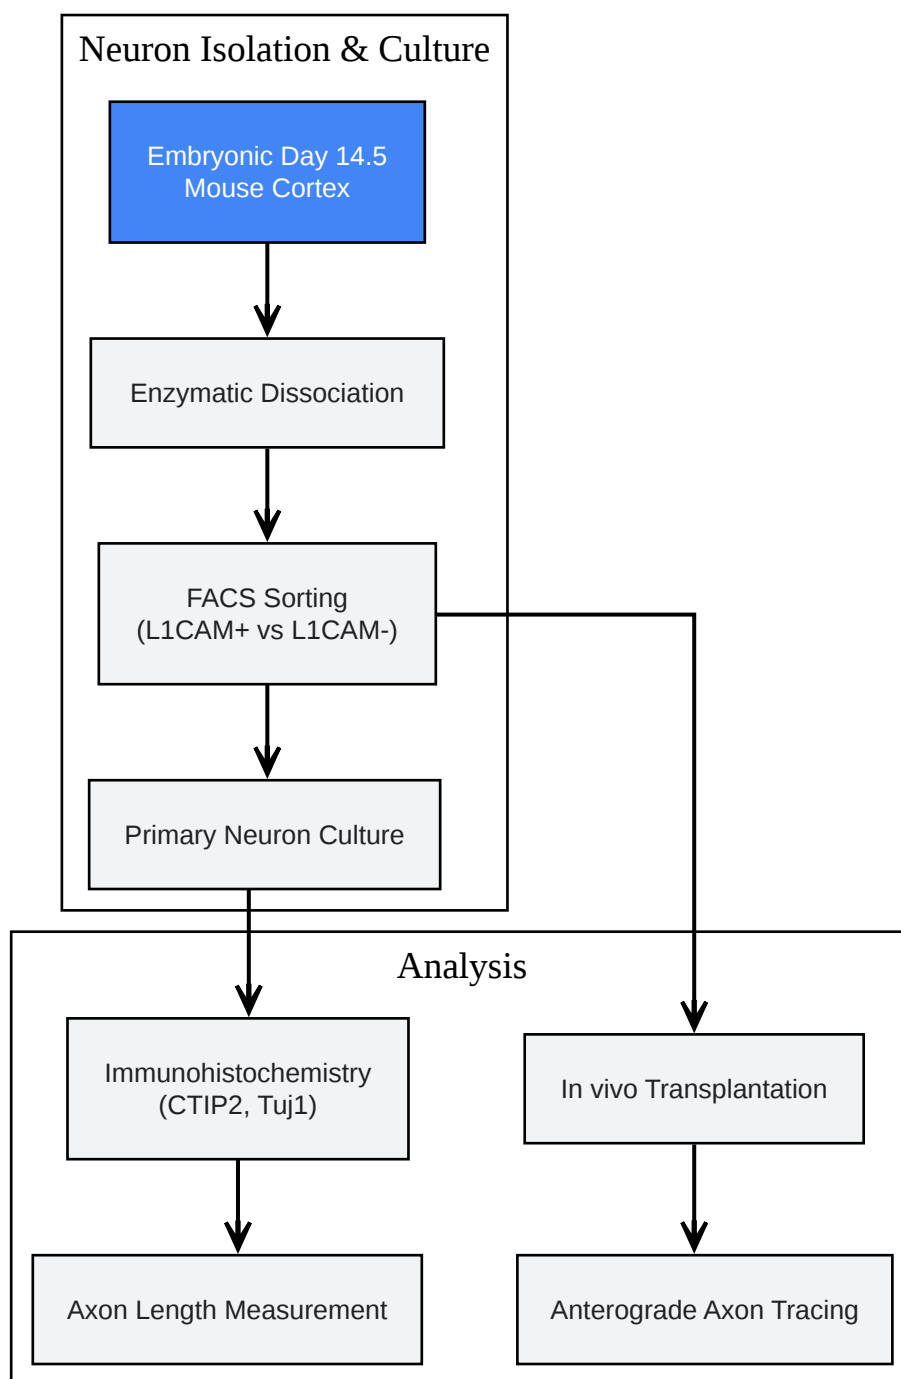 Neuron Isolation & Culture
Embryonic Day 14.5
Mouse Cortex
Enzymatic Dissociation
FACS Sorting
(L1CAM+ vs L1CAM-)
Primary Neuron Culture
Analysis
Immunohistochemistry
(CTIP2, Tuj1)
In vivo Transplantation
Axon Length Measurement
Anterograde Axon Tracing